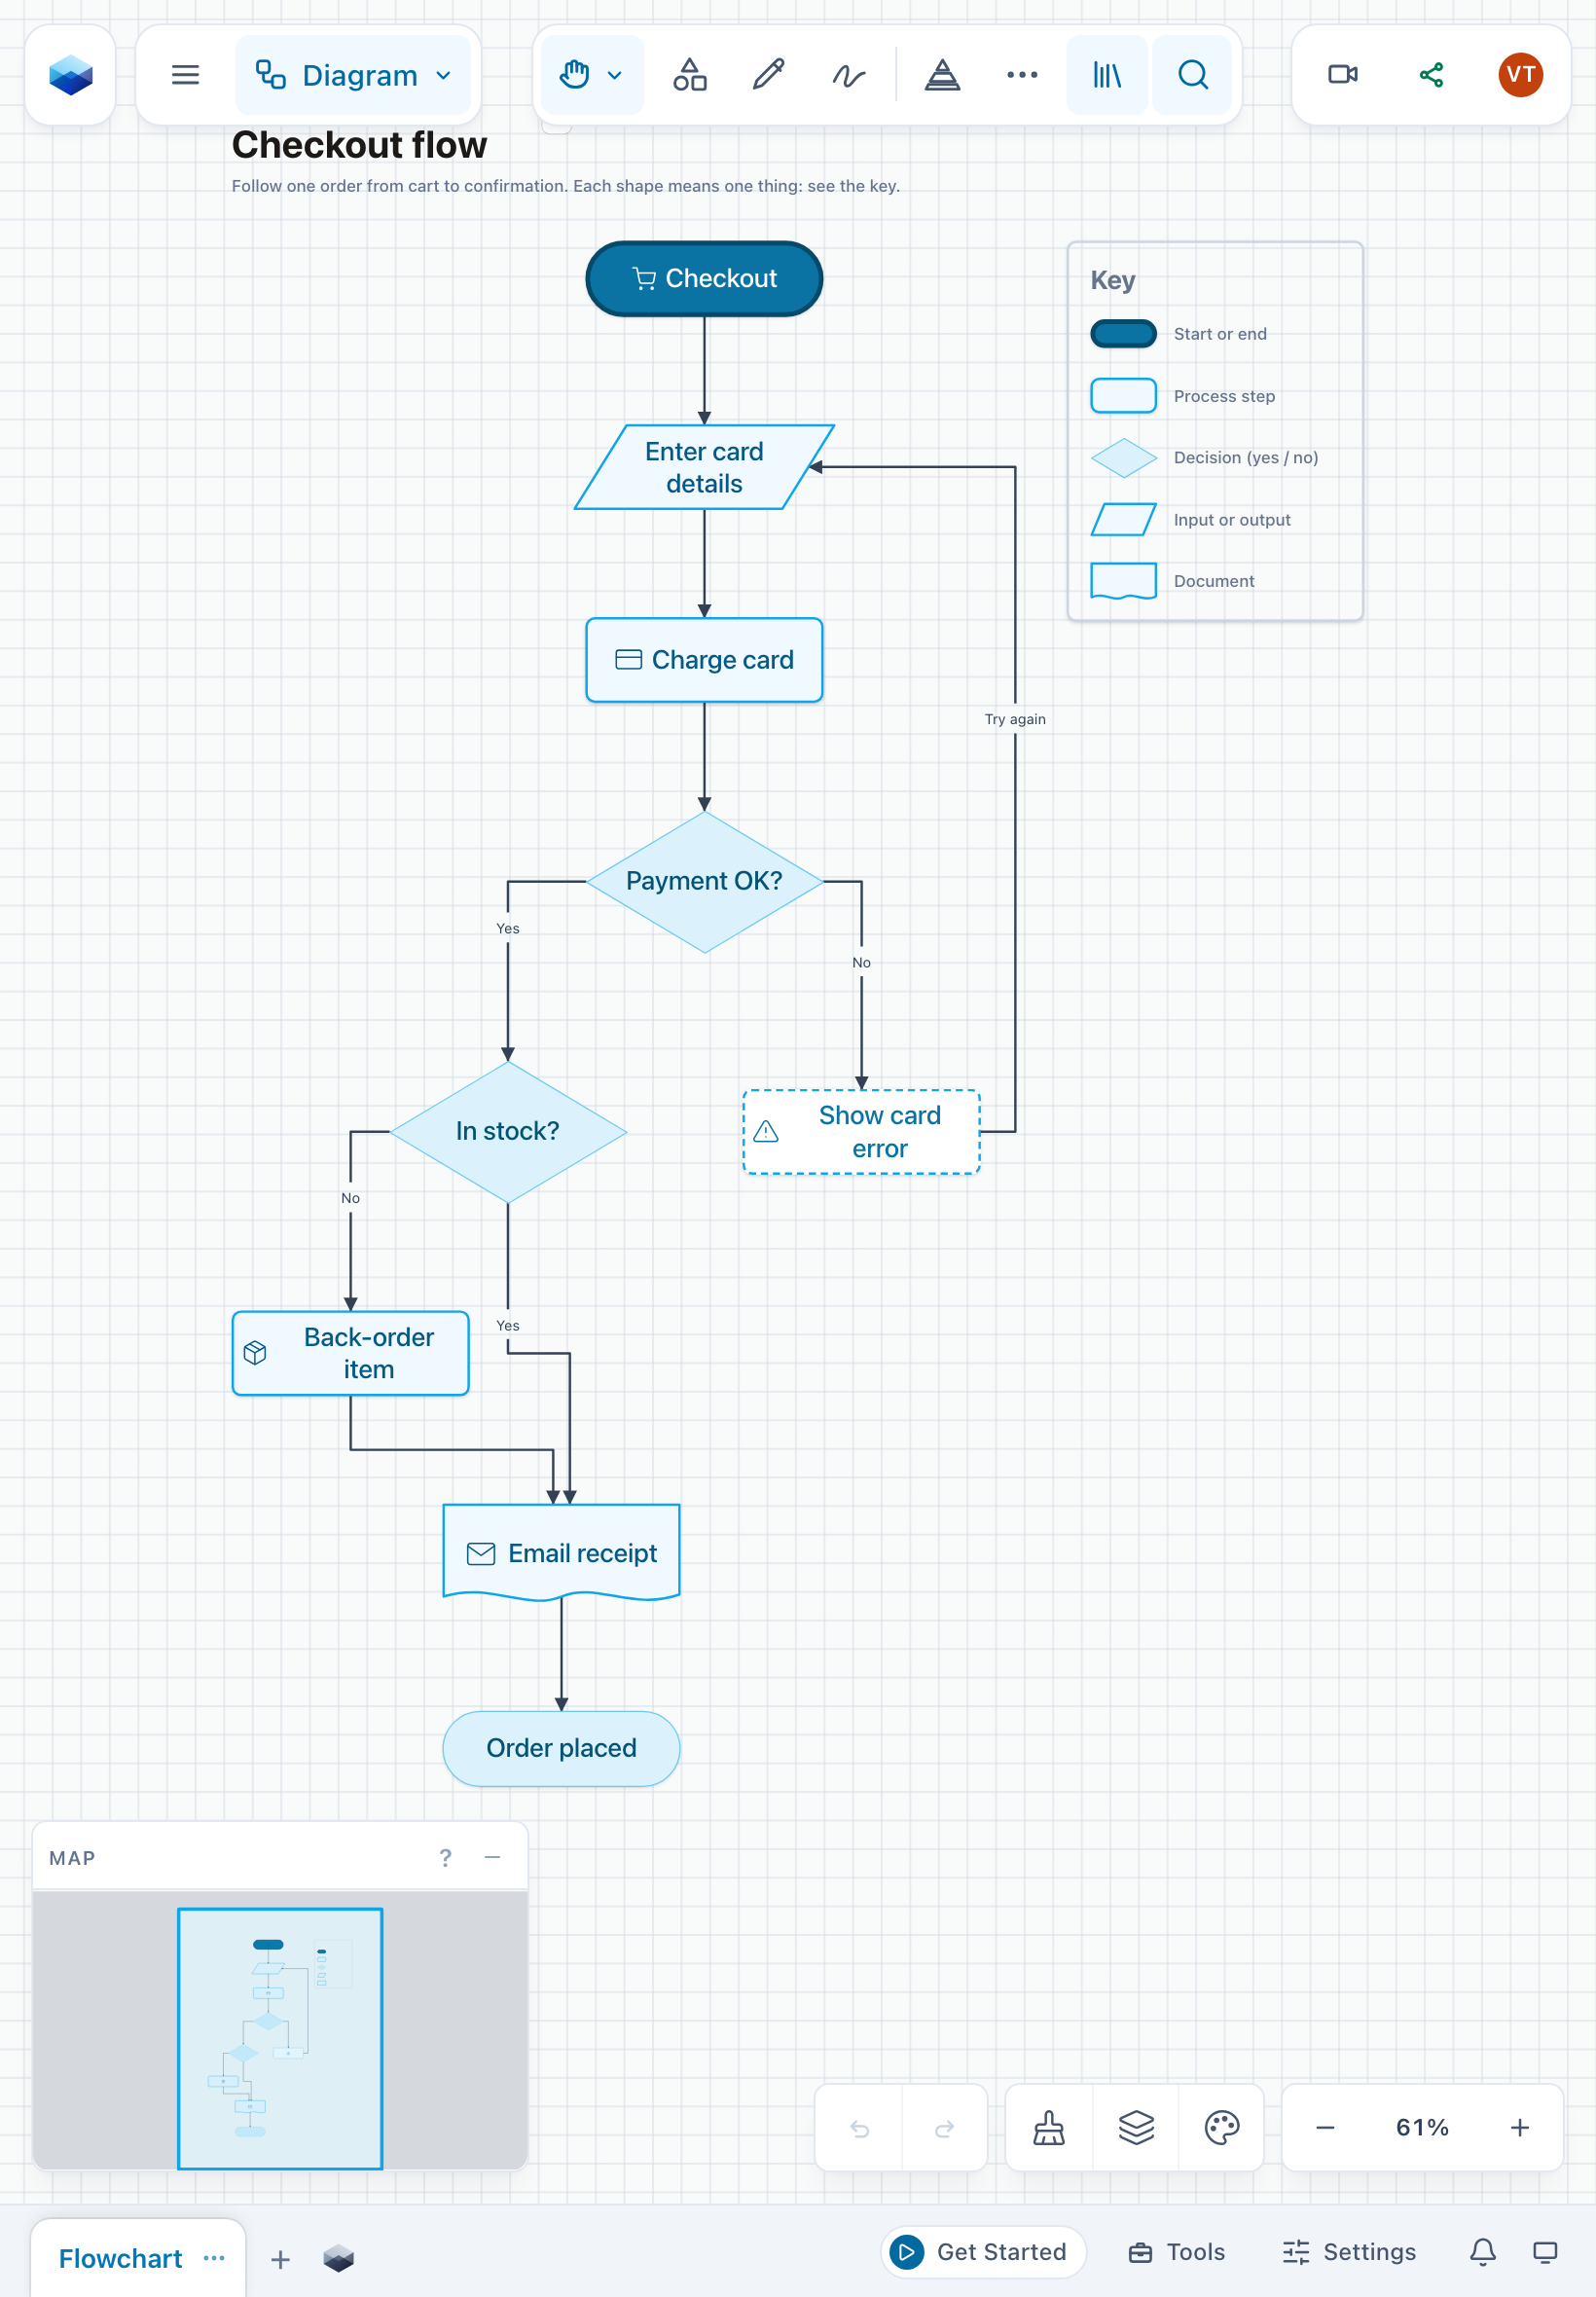 Diagram
VT
Checkout flow
Follow one order from cart to confirmation. Each shape means one thing: see the key.
Checkout
Key
Start or end
Process step
Decision (yes / no)
Input or output
Document
Enter card
details
Charge card
Try again
Payment OK?
Yes
No
In stock?
Show card
error
No
Yes
Back-order
item
Email receipt
Order placed
MAP
?
61%
Flowchart
Get Started
Tools
Settings